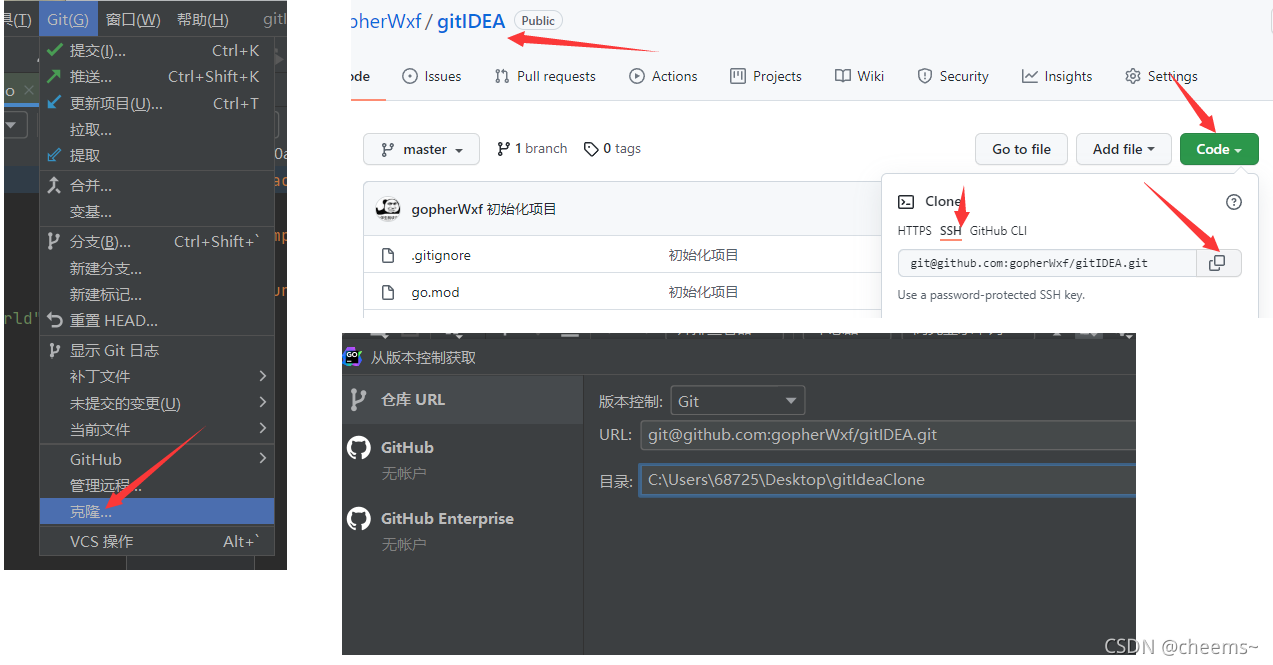 具(T) Git(G) 窗口(W) 帮助(H) gitI
提交(I)... Ctrl+K
推送... Ctrl+Shift+K
更新项目(U)... Ctrl+T
拉取...
提取
合并...
变基...
分支(B)... Ctrl+Shift+`
新建分支...
新建标记...
重置 HEAD...
显示 Git 日志
补丁文件
未提交的变更(U)
当前文件
GitHub
管理远程...
克隆...
VCS 操作 Alt+`
rld"
pherWxf / gitIDEA Public
ode Issues Pull requests Actions Projects Wiki Security Insights Settings
master 1 branch 0 tags Go to file Add file Code
gopherWxf 初始化项目
.gitignore 初始化项目
go.mod 初始化项目
Clone
HTTPS SSH GitHub CLI
git@github.com:gopherWxf/gitIDEA.git
Use a password-protected SSH key.
GO 从版本控制获取
仓库 URL
GitHub
无帐户
GitHub Enterprise
无帐户
版本控制: Git
URL: git@github.com:gopherWxf/gitIDEA.git
目录: C:\Users\68725\Desktop\gitIdeaClone
CSDN @cheems~